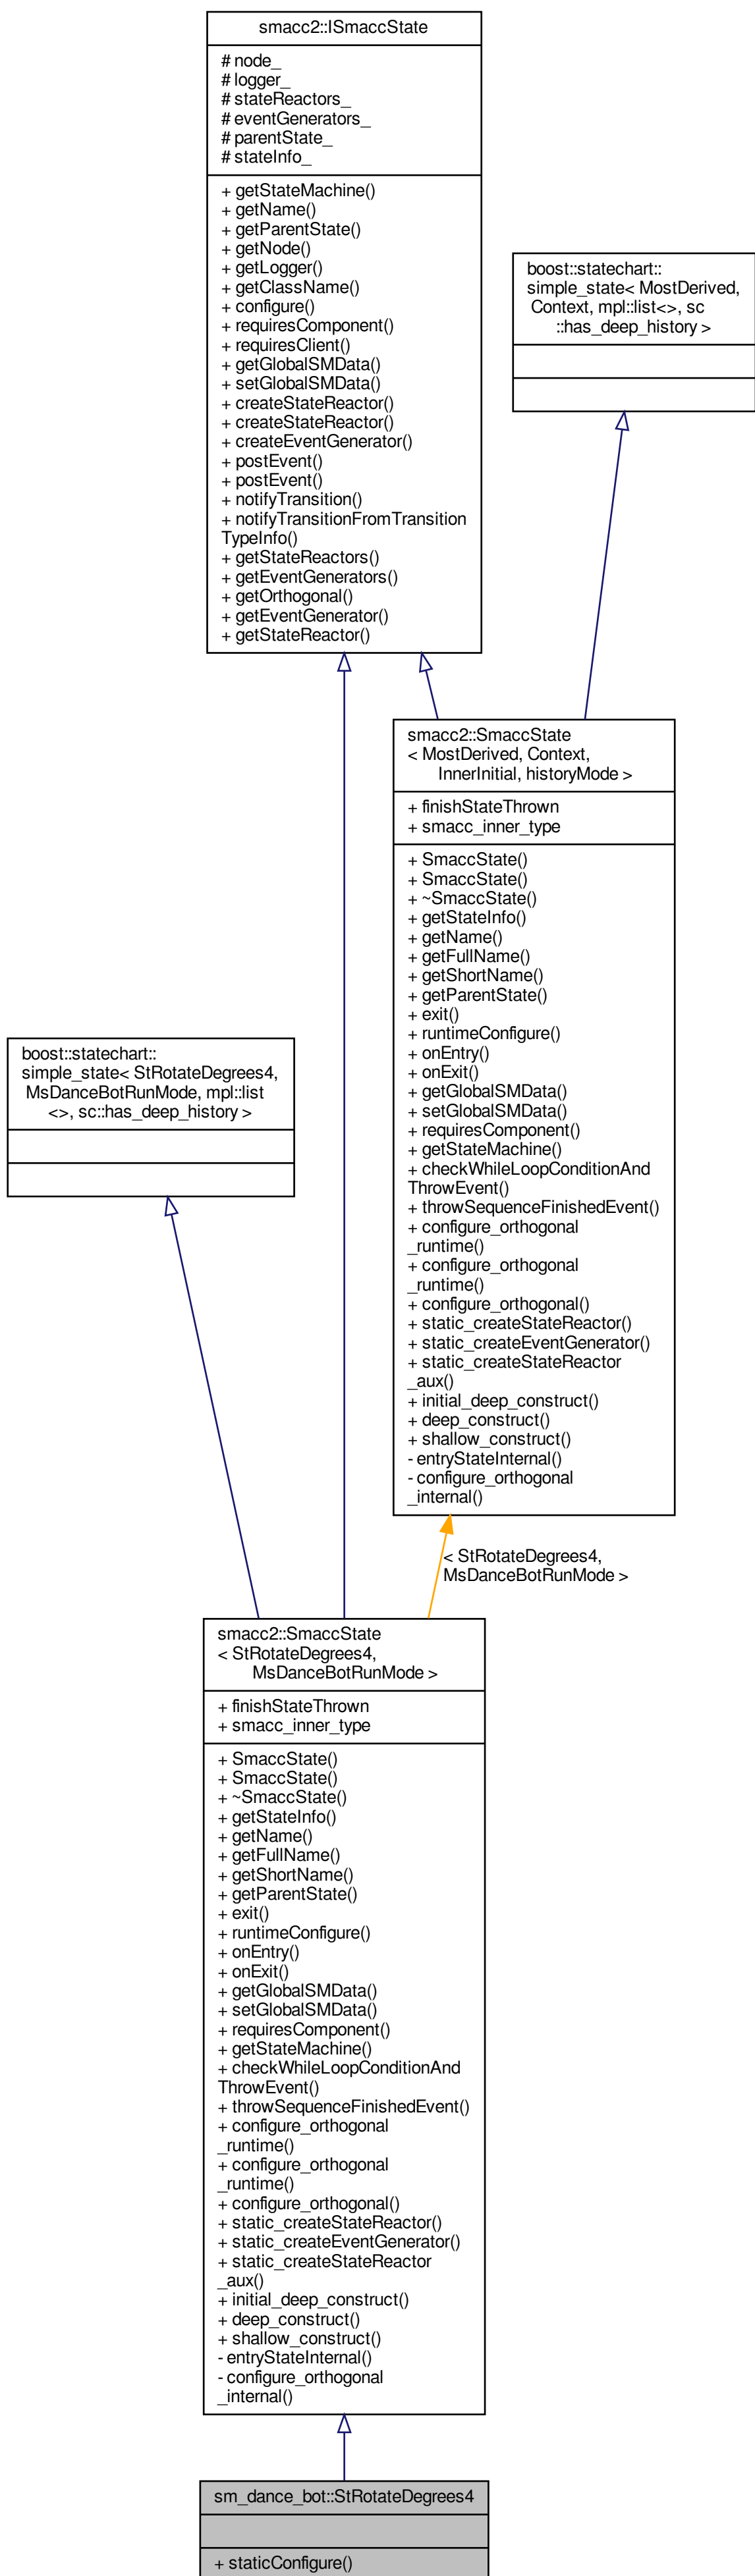 smacc2::ISmaccState
# node_
# logger_
# stateReactors_
# eventGenerators_
# parentState_
# stateInfo_
+ getStateMachine()
+ getName()
+ getParentState()
+ getNode()
+ getLogger()
+ getClassName()
+ configure()
+ requiresComponent()
+ requiresClient()
+ getGlobalSMData()
+ setGlobalSMData()
+ createStateReactor()
+ createStateReactor()
+ createEventGenerator()
+ postEvent()
+ postEvent()
+ notifyTransition()
+ notifyTransitionFromTransition
TypeInfo()
+ getStateReactors()
+ getEventGenerators()
+ getOrthogonal()
+ getEventGenerator()
+ getStateReactor()
boost::statechart::
simple_state< MostDerived,
Context, mpl::list<>, sc
::has_deep_history >
smacc2::SmaccState
< MostDerived, Context,
InnerInitial, historyMode >
+ finishStateThrown
+ smacc_inner_type
+ SmaccState()
+ SmaccState()
+ ~SmaccState()
+ getStateInfo()
+ getName()
+ getFullName()
+ getShortName()
+ getParentState()
+ exit()
+ runtimeConfigure()
+ onEntry()
+ onExit()
+ getGlobalSMData()
+ setGlobalSMData()
+ requiresComponent()
+ getStateMachine()
+ checkWhileLoopConditionAnd
ThrowEvent()
+ throwSequenceFinishedEvent()
+ configure_orthogonal
_runtime()
+ configure_orthogonal
_runtime()
+ configure_orthogonal()
+ static_createStateReactor()
+ static_createEventGenerator()
+ static_createStateReactor
_aux()
+ initial_deep_construct()
+ deep_construct()
+ shallow_construct()
- entryStateInternal()
- configure_orthogonal
_internal()
boost::statechart::
simple_state< StRotateDegrees4,
MsDanceBotRunMode, mpl::list
<>, sc::has_deep_history >
< StRotateDegrees4,
MsDanceBotRunMode >
smacc2::SmaccState
< StRotateDegrees4,
MsDanceBotRunMode >
+ finishStateThrown
+ smacc_inner_type
+ SmaccState()
+ SmaccState()
+ ~SmaccState()
+ getStateInfo()
+ getName()
+ getFullName()
+ getShortName()
+ getParentState()
+ exit()
+ runtimeConfigure()
+ onEntry()
+ onExit()
+ getGlobalSMData()
+ setGlobalSMData()
+ requiresComponent()
+ getStateMachine()
+ checkWhileLoopConditionAnd
ThrowEvent()
+ throwSequenceFinishedEvent()
+ configure_orthogonal
_runtime()
+ configure_orthogonal
_runtime()
+ configure_orthogonal()
+ static_createStateReactor()
+ static_createEventGenerator()
+ static_createStateReactor
_aux()
+ initial_deep_construct()
+ deep_construct()
+ shallow_construct()
- entryStateInternal()
- configure_orthogonal
_internal()
sm_dance_bot::StRotateDegrees4
+ staticConfigure()